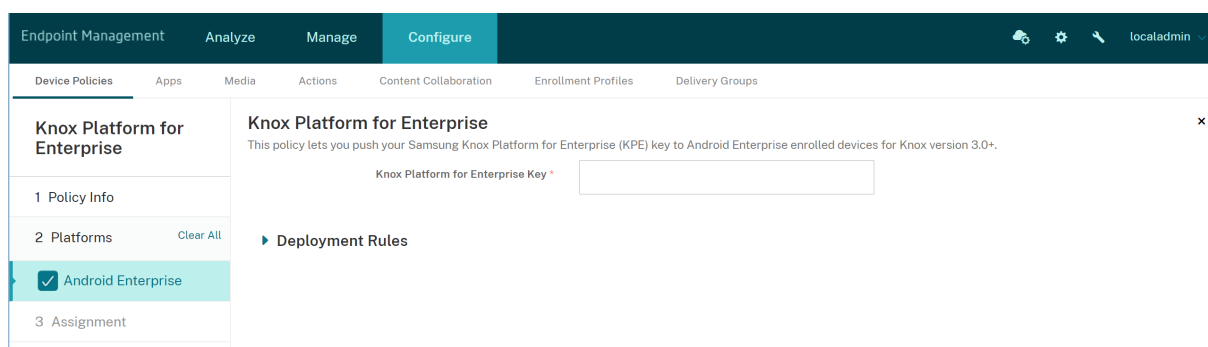 Endpoint Management Analyze Manage Configure localadmin
Device Policies Apps Media Actions Content Collaboration Enrollment Profiles Delivery Groups
Knox Platform for
Enterprise
1 Policy Info
2 Platforms Clear All
Android Enterprise
3 Assignment
Knox Platform for Enterprise
This policy lets you push your Samsung Knox Platform for Enterprise (KPE) key to Android Enterprise enrolled devices for Knox version 3.0+.
Knox Platform for Enterprise Key *
Deployment Rules